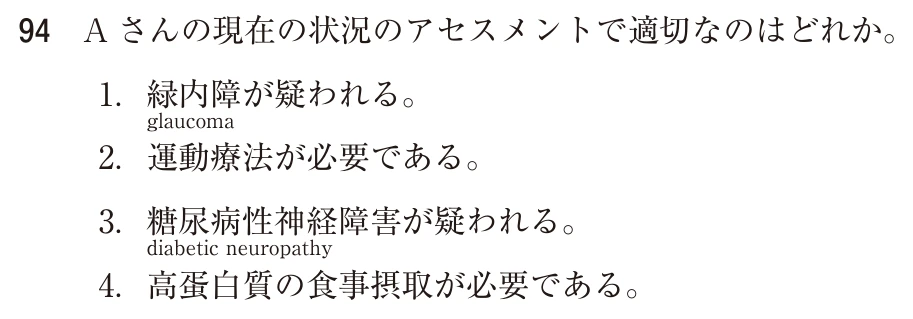 94 A さんの現在の状況のアセスメントで適切なのはどれか。
1. 緑内障が疑われる。
glaucoma
2. 運動療法が必要である。
3. 糖尿病性神経障害が疑われる。
diabetic neuropathy
4. 高蛋白質の食事摂取が必要である。